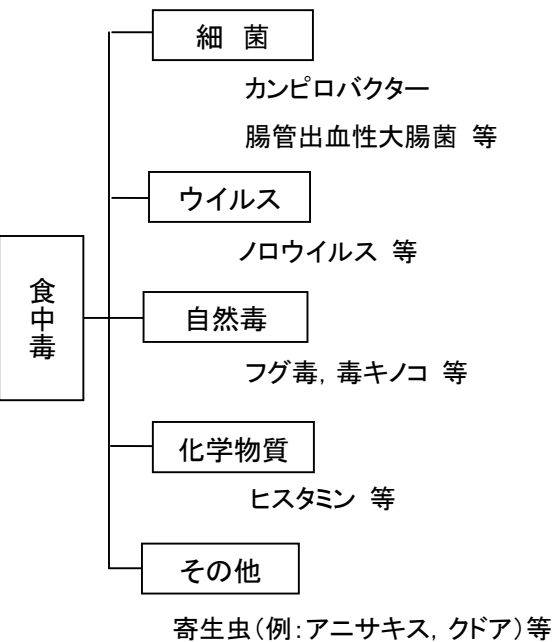 細 菌
カンピロバクター
腸管出血性大腸菌 等
ウイルス
ノロウイルス 等
食中毒
自然毒
フグ毒, 毒キノコ 等
化学物質
ヒスタミン 等
その他
寄生虫(例:アニサキス, クドア)等